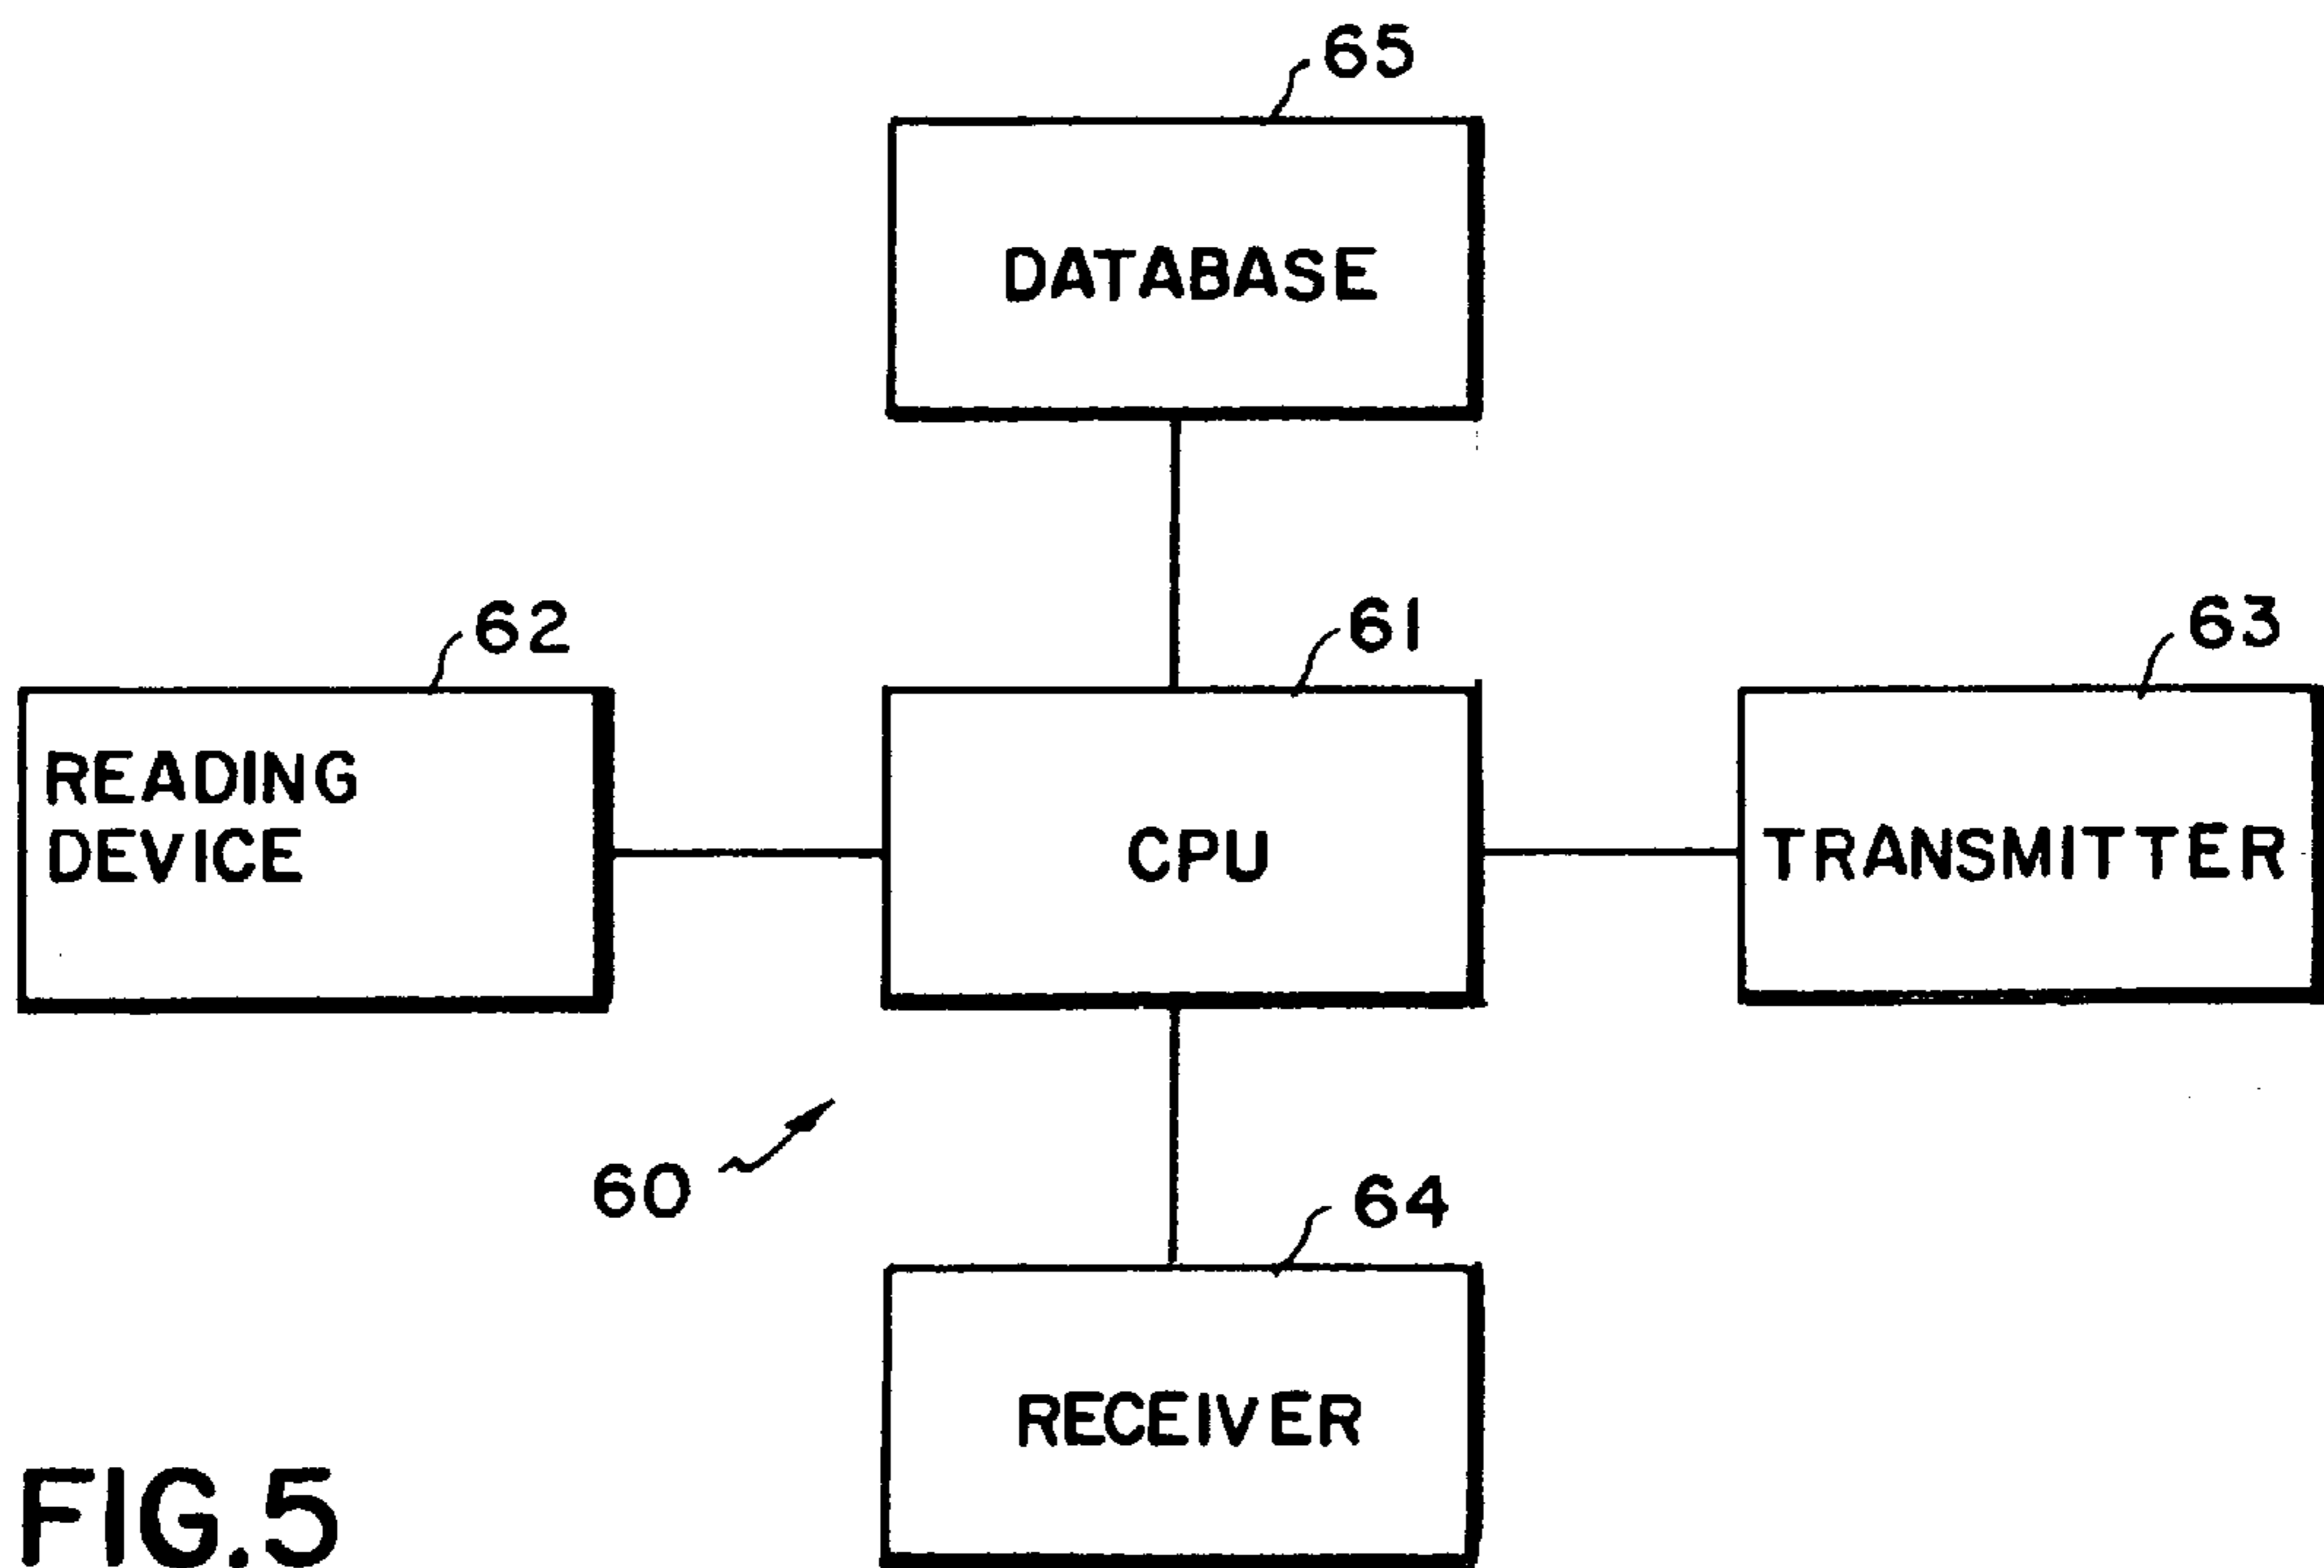 65
DATABASE
62
61
63
READING
DEVICE
CPU
TRANSMITTER
60
64
RECEIVER
FIG.5